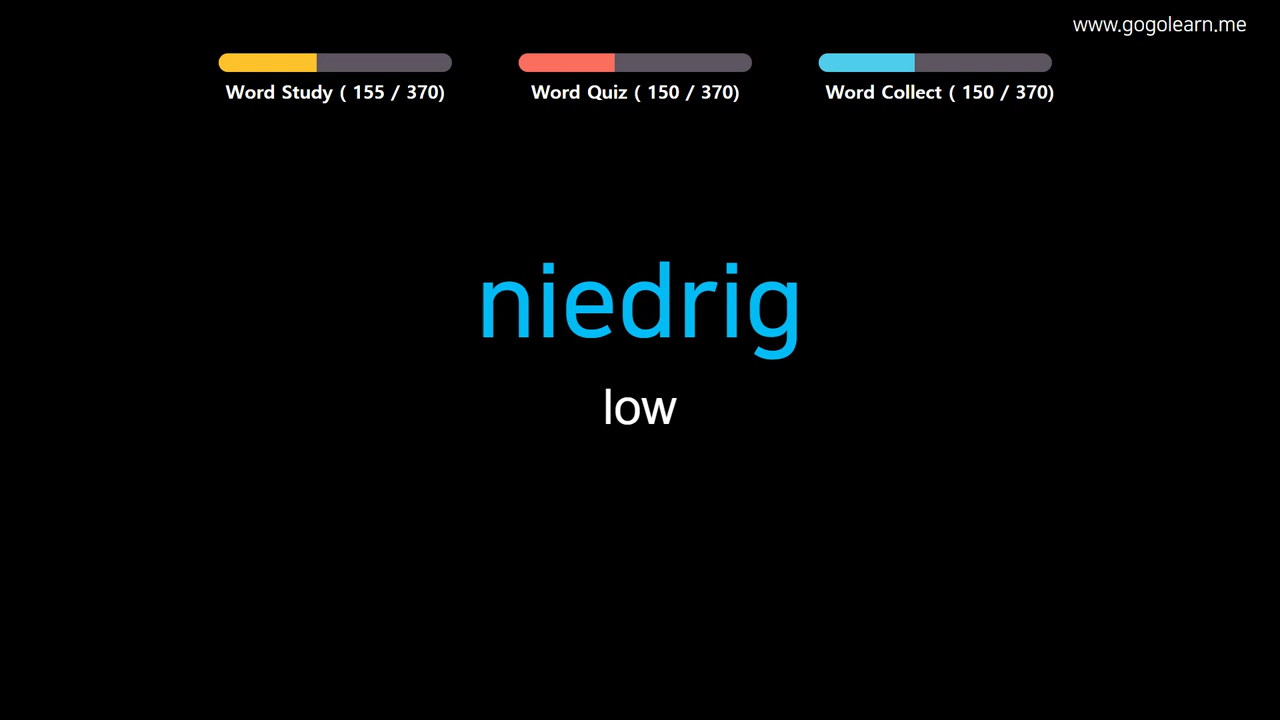 www.gogolearn.me
Word Study ( 155 / 370)
Word Quiz ( 150 / 370)
Word Collect ( 150 / 370)
niedrig
low